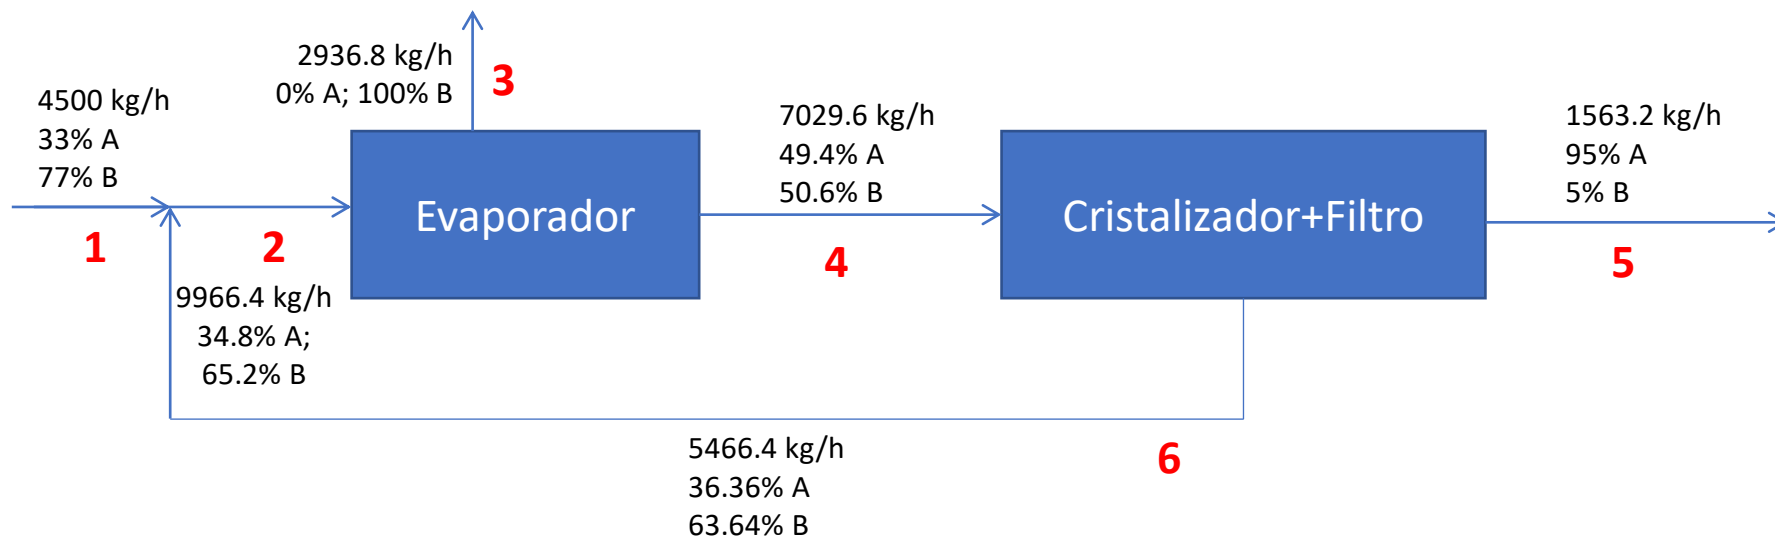 2936.8 kg/h
0% A; 100% B
3
4500 kg/h
33% A
77% B
1
2
Evaporador
7029.6 kg/h
49.4% A
50.6% B
4
Cristalizador+Filtro
1563.2 kg/h
95% A
5% B
5
9966.4 kg/h
34.8% A;
65.2% B
5466.4 kg/h
36.36% A
63.64% B
6